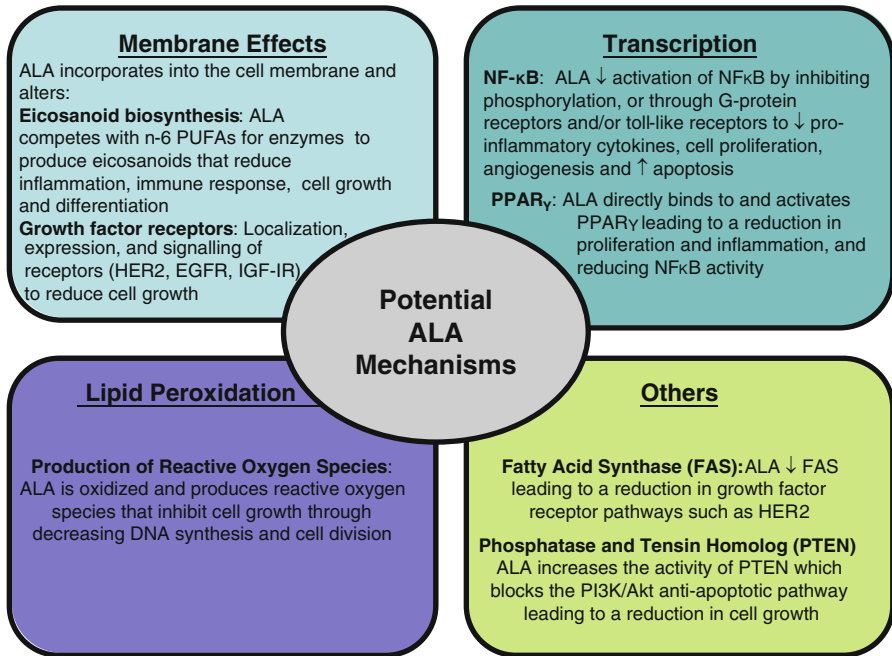 Membrane Effects
ALA incorporates into the cell membrane and
alters:
Eicosanoid biosynthesis: ALA
competes with n-6 PUFAs for enzymes to
produce eicosanoids that reduce
inflammation, immune response, cell growth
and differentiation
Growth factor receptors: Localization,
expression, and signalling of
receptors (HER2, EGFR, IGF-IR)
to reduce cell growth
Transcription
NF-κB: ALA ↓ activation of NFκB by inhibiting
phosphorylation, or through G-protein
receptors and/or toll-like receptors to ↓ pro-
inflammatory cytokines, cell proliferation,
angiogenesis and ↑ apoptosis
PPARγ: ALA directly binds to and activates
PPARγ leading to a reduction in
proliferation and inflammation, and
reducing NFκB activity
Potential
ALA
Mechanisms
Lipid Peroxidation
Production of Reactive Oxygen Species:
ALA is oxidized and produces reactive oxygen
species that inhibit cell growth through
decreasing DNA synthesis and cell division
Others
Fatty Acid Synthase (FAS): ALA ↓ FAS
leading to a reduction in growth factor
receptor pathways such as HER2
Phosphatase and Tensin Homolog (PTEN)
ALA increases the activity of PTEN which
blocks the PI3K/Akt anti-apoptotic pathway
leading to a reduction in cell growth